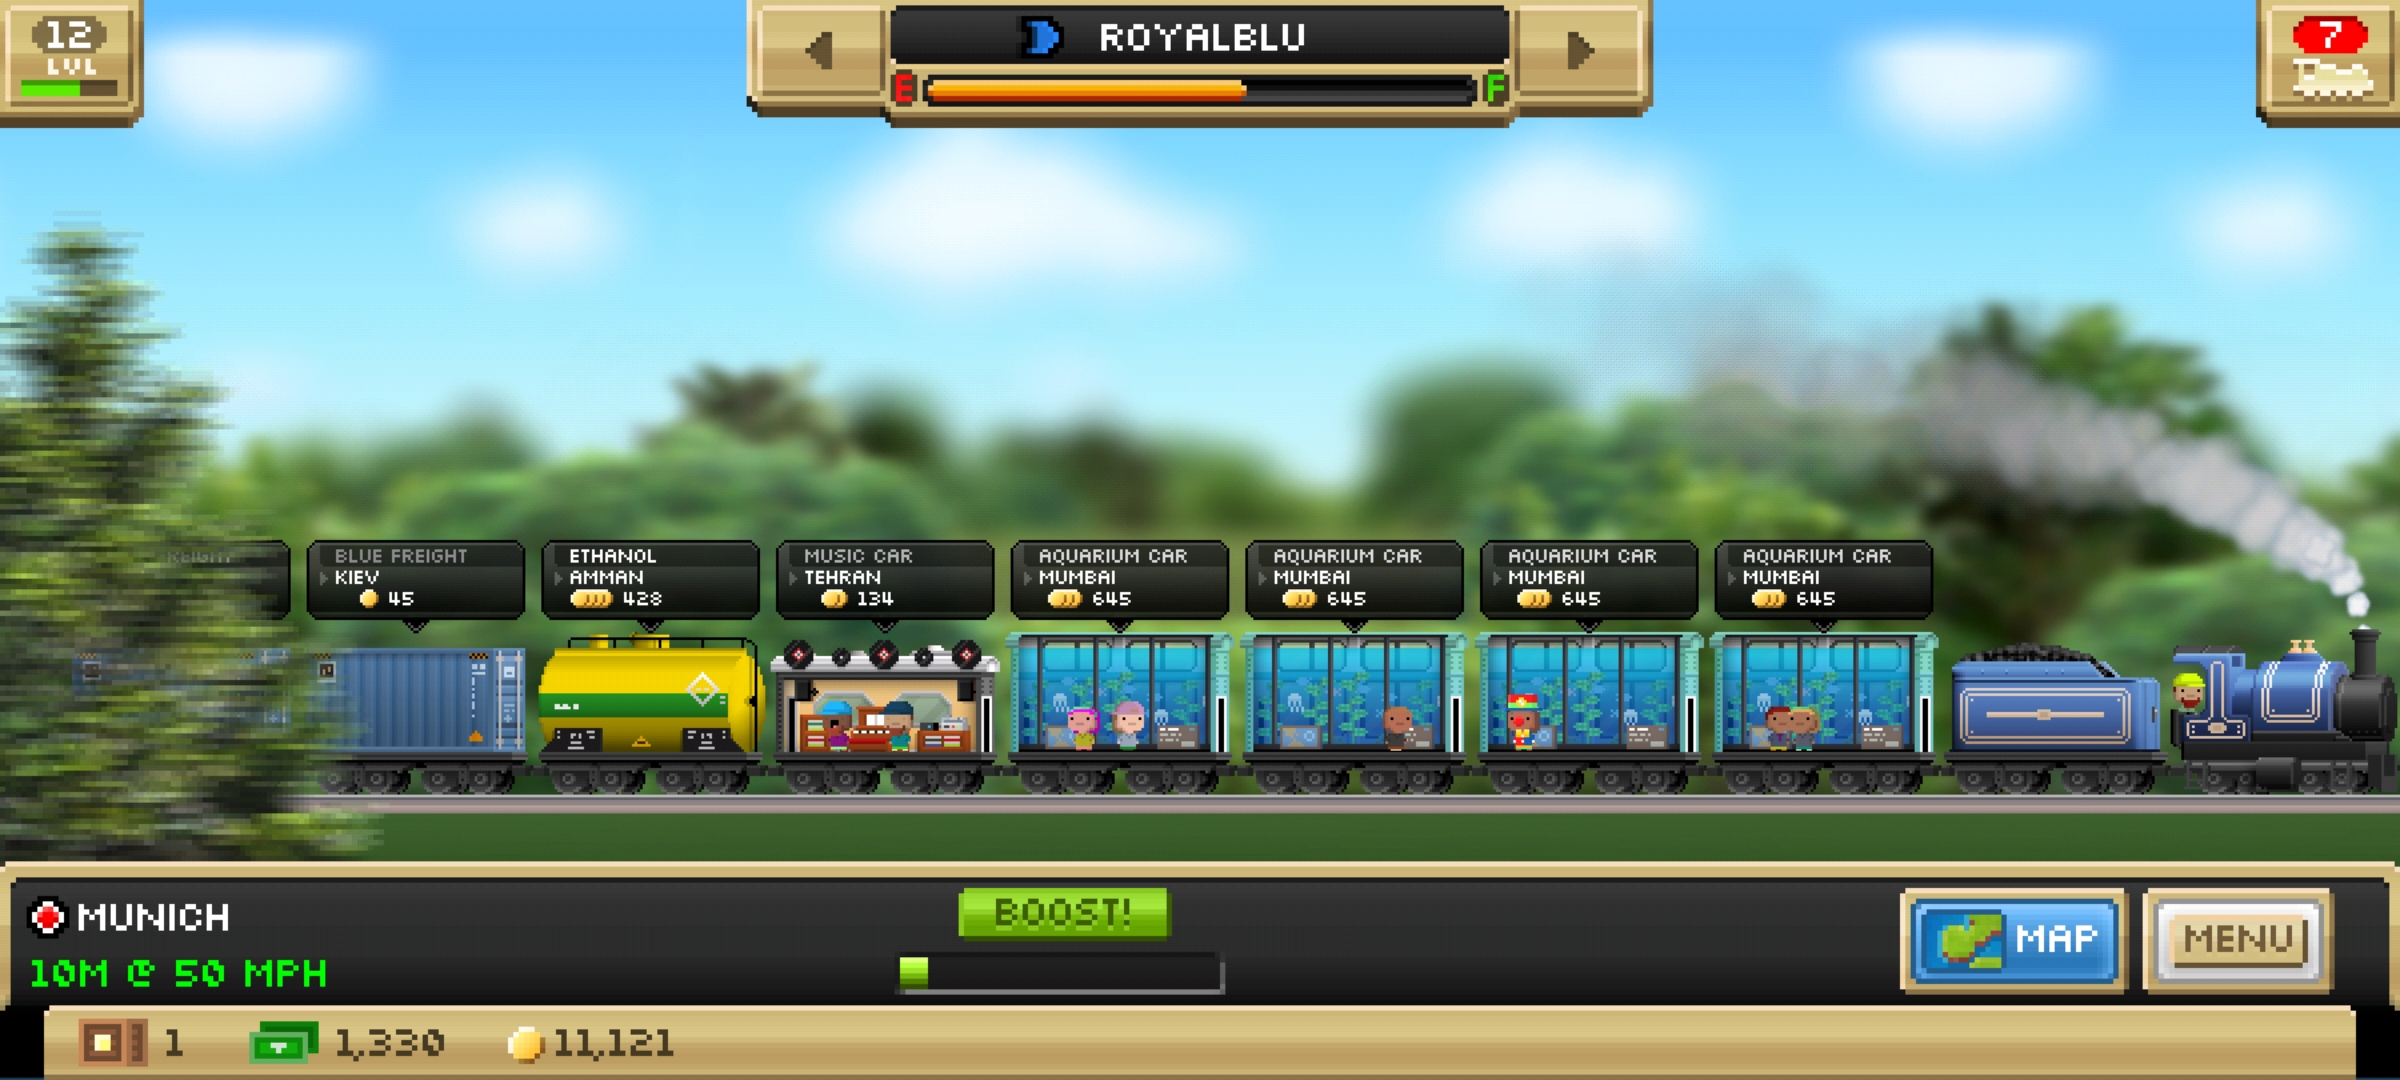 12
LVL
ROYALBLU
E
F
7
BLUE FREIGHT
KIEV
45
ETHANOL
AMMAN
428
MUSIC CAR
TEHRAN
134
AQUARIUM CAR
MUMBAI
645
AQUARIUM CAR
MUMBAI
645
AQUARIUM CAR
MUMBAI
645
AQUARIUM CAR
MUMBAI
645
MUNICH
10M @ 50 MPH
BOOST!
MAP
MENU
1
1,330
11,121